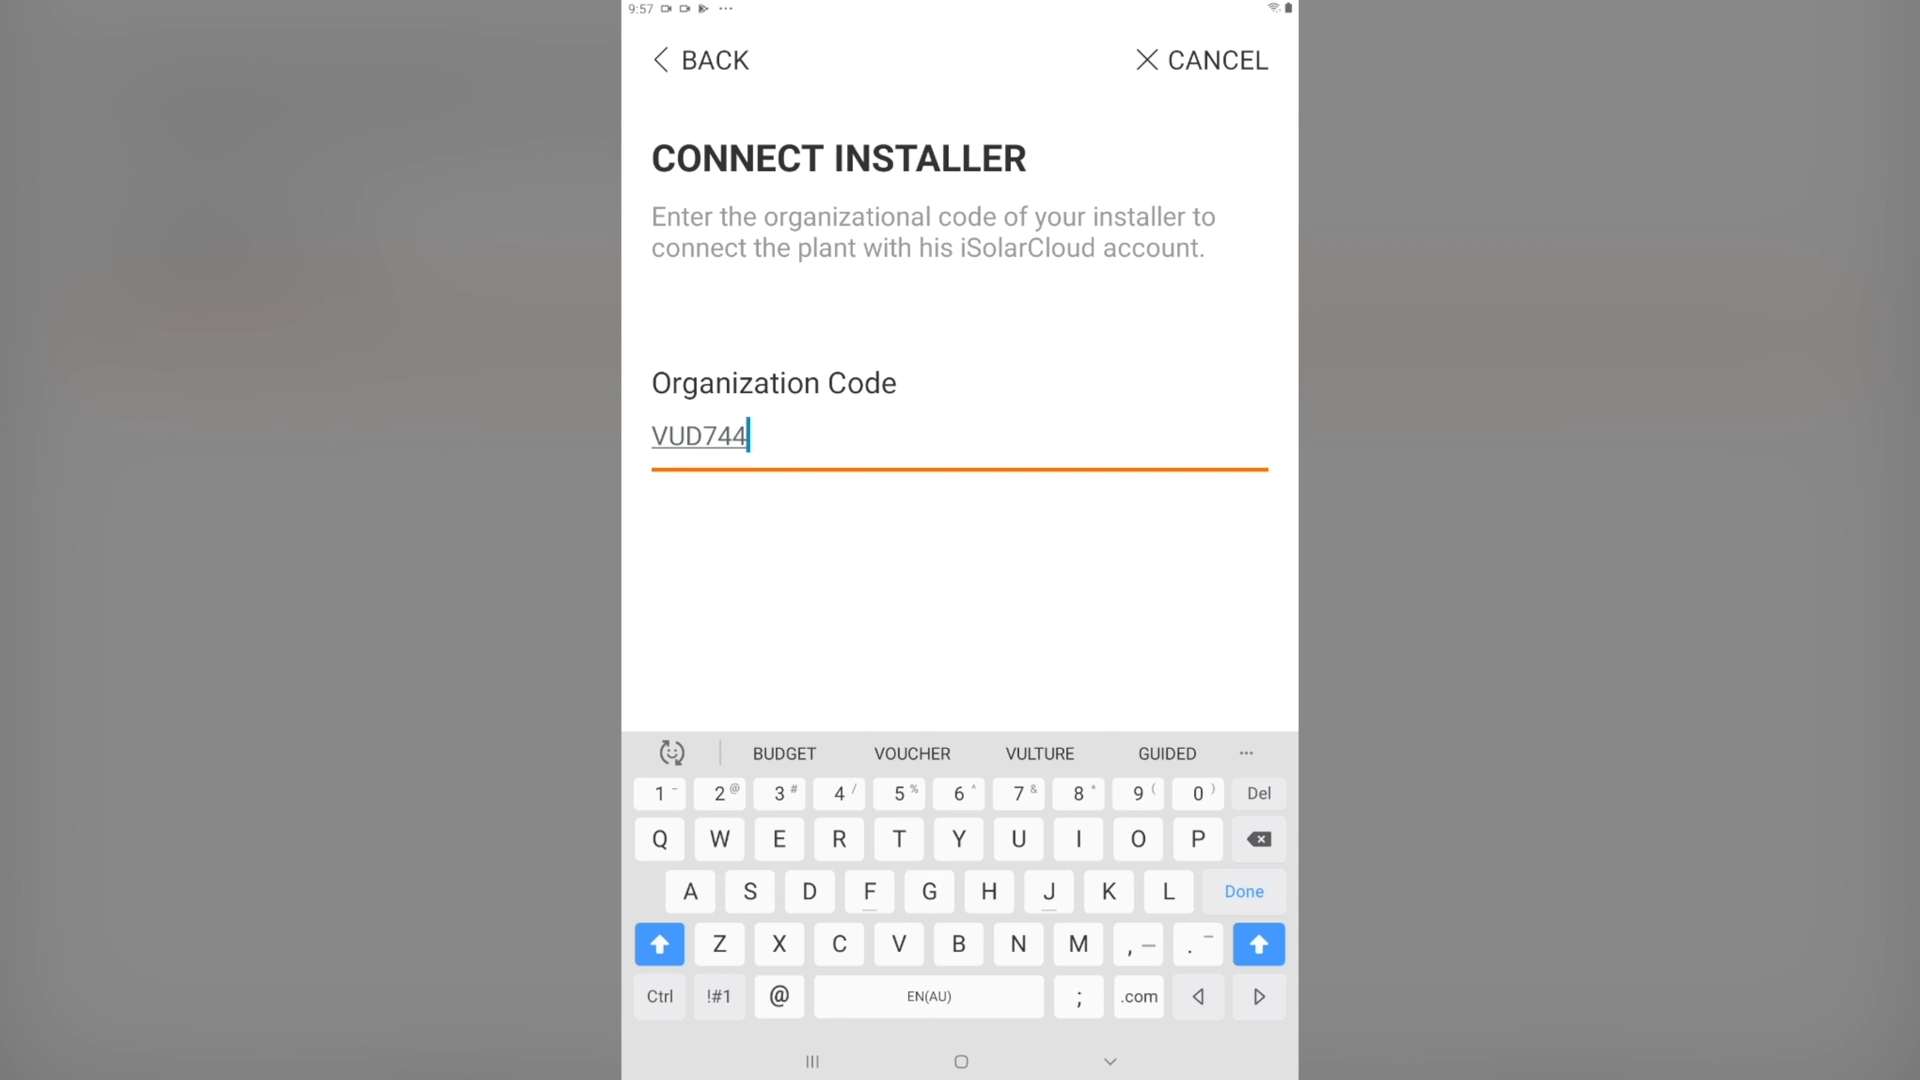 9:57
BACK
CANCEL
CONNECT INSTALLER
Enter the organizational code of your installer to
connect the plant with his iSolarCloud account.
Organization Code
VUD744
BUDGET VOUCHER VULTURE GUIDED ...
1 - 2 @ 3 # 4 / 5 % 6 ^ 7 & 8 * 9 ( 0 ) Del
Q W E R T Y U I O P
A S D F G H J K L Done
Z X C V B N M , — . –
Ctrl !#1 @ EN(AU) ; .com